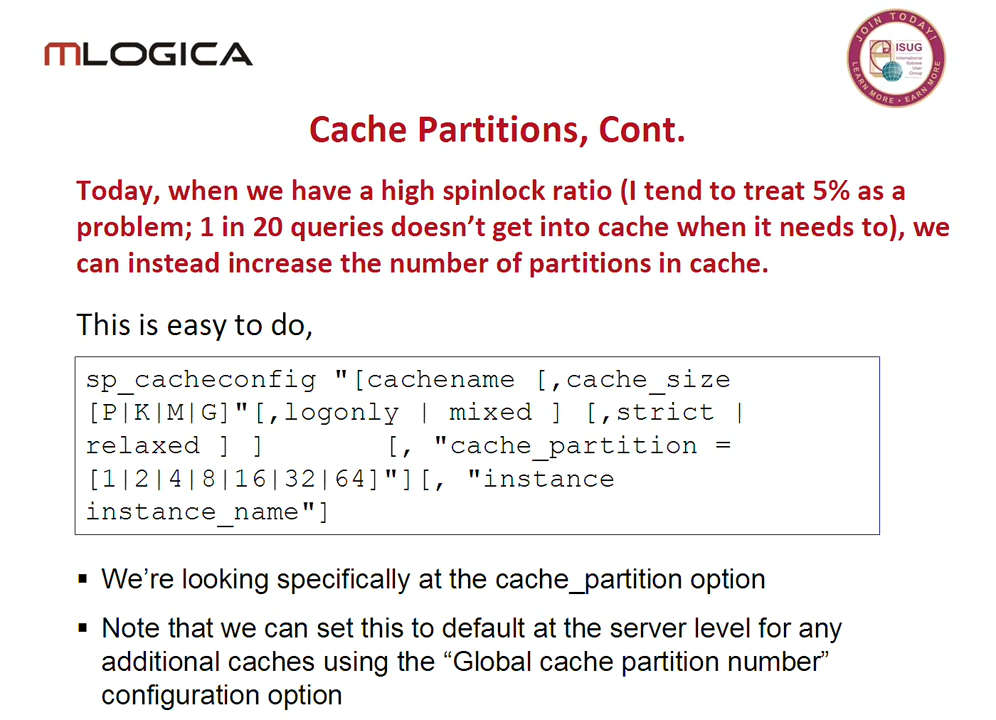 mLOGICA
JOIN TODAY!
ISUG
International
Sybase
User
Group
LEARN MORE • EARN MORE
Cache Partitions, Cont.
Today, when we have a high spinlock ratio (I tend to treat 5% as a
problem; 1 in 20 queries doesn’t get into cache when it needs to), we
can instead increase the number of partitions in cache.
This is easy to do,
sp_cacheconfig "[cachename [,cache_size
[P|K|M|G]"[,logonly | mixed ] [,strict |
relaxed ] ] [, "cache_partition =
[1|2|4|8|16|32|64]"][, "instance
instance_name"]
▪ We’re looking specifically at the cache_partition option
▪ Note that we can set this to default at the server level for any
additional caches using the “Global cache partition number”
configuration option